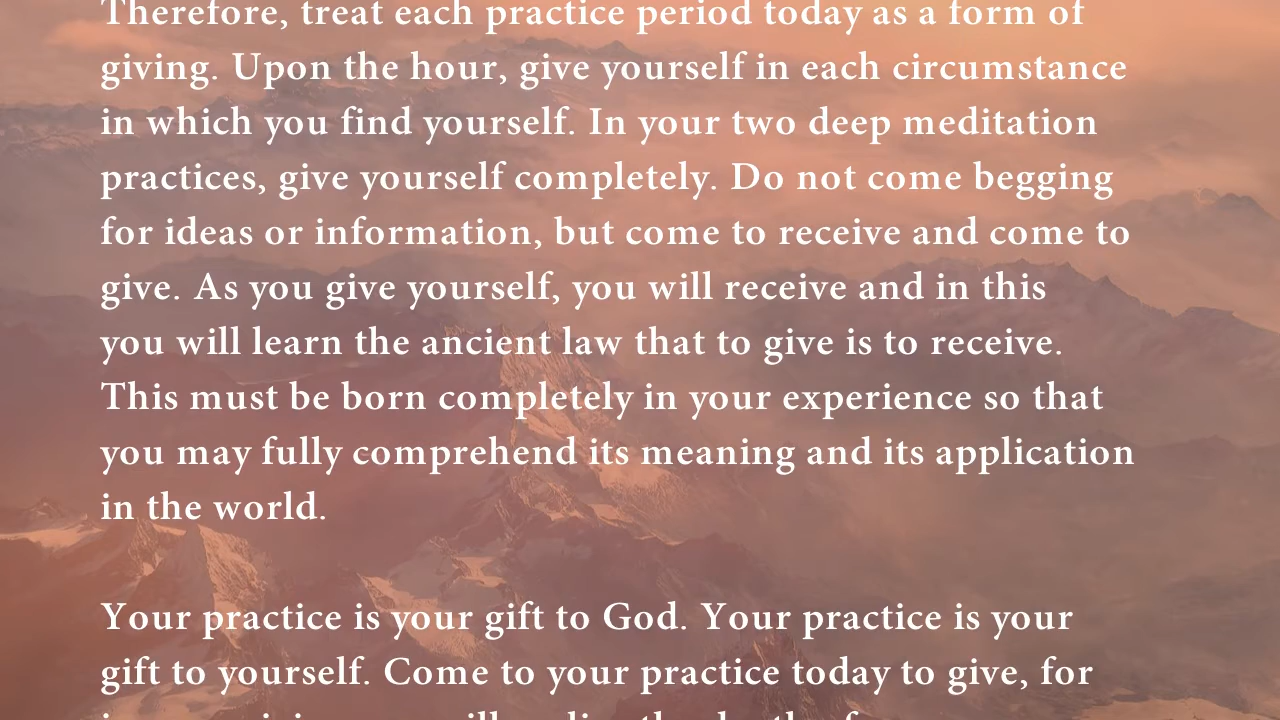 Therefore, treat each practice period today as a form of
giving. Upon the hour, give yourself in each circumstance
in which you find yourself. In your two deep meditation
practices, give yourself completely. Do not come begging
for ideas or information, but come to receive and come to
give. As you give yourself, you will receive and in this
you will learn the ancient law that to give is to receive.
This must be born completely in your experience so that
you may fully comprehend its meaning and its application
in the world.
Your practice is your gift to God. Your practice is your
gift to yourself. Come to your practice today to give, for